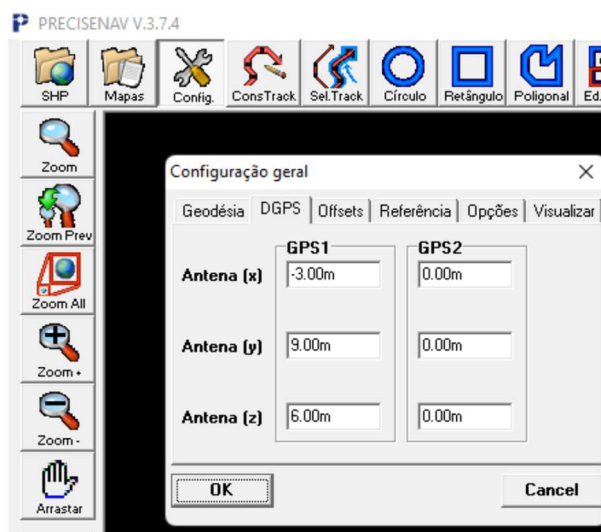 PRECISENAV V.3.7.4
SHP Mapas Config. ConsTrack Sel.Track Círculo Retângulo Poligonal Ed.
Zoom
Zoom Prev
Zoom All
Zoom +
Zoom -
Arrastar
Configuração geral
Geodésia DGPS Offsets Referência Opções Visualizar
GPS1 GPS2
Antena (x) -3.00m 0.00m
Antena (y) 9.00m 0.00m
Antena (z) 6.00m 0.00m
OK Cancel